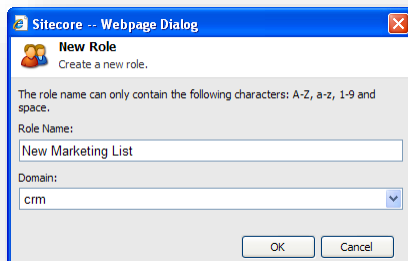 Sitecore -- Webpage Dialog
New Role
Create a new role.
The role name can only contain the following characters: A-Z, a-z, 1-9 and
space.
Role Name:
New Marketing List
Domain:
crm
OK Cancel